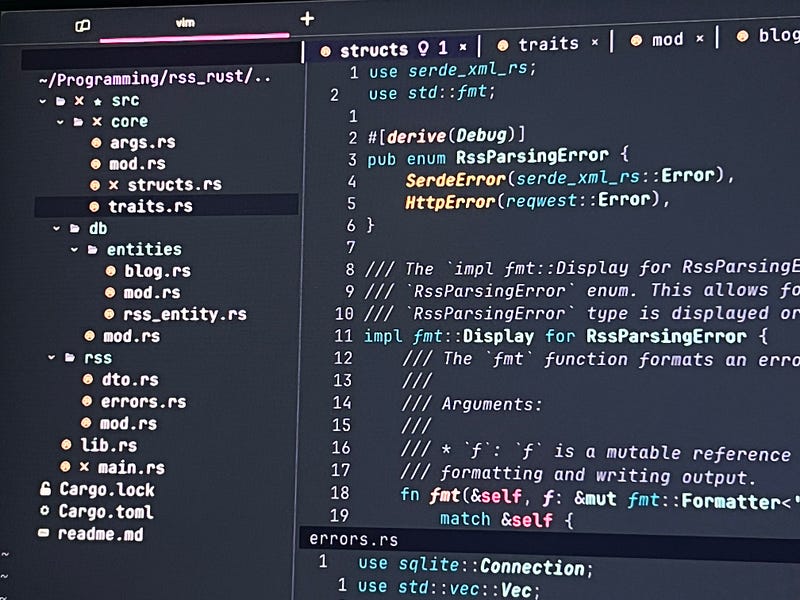 vim
+
structs 1 × | traits × | mod × | blog
~/Programming/rss_rust/..
src
core
args.rs
mod.rs
structs.rs
traits.rs
db
entities
blog.rs
mod.rs
rss_entity.rs
mod.rs
rss
dto.rs
errors.rs
mod.rs
lib.rs
main.rs
Cargo.lock
Cargo.toml
readme.md
~
~
~
1 use serde_xml_rs;
2 use std::fmt;
1
2 #[derive(Debug)]
3 pub enum RssParsingError {
4 SerdeError(serde_xml_rs::Error),
5 HttpError(reqwest::Error),
6 }
7
8 /// The `impl fmt::Display for RssParsingE
9 /// `RssParsingError` enum. This allows fo
10 /// `RssParsingError` type is displayed or
11 impl fmt::Display for RssParsingError {
12 /// The `fmt` function formats an erro
13 ///
14 /// Arguments:
15 ///
16 /// * `f`: `f` is a mutable reference
17 /// formatting and writing output.
18 fn fmt(&self, f: &mut fmt::Formatter<'
19 match &self {
errors.rs
1 use sqlite::Connection;
1 use std::vec::Vec;